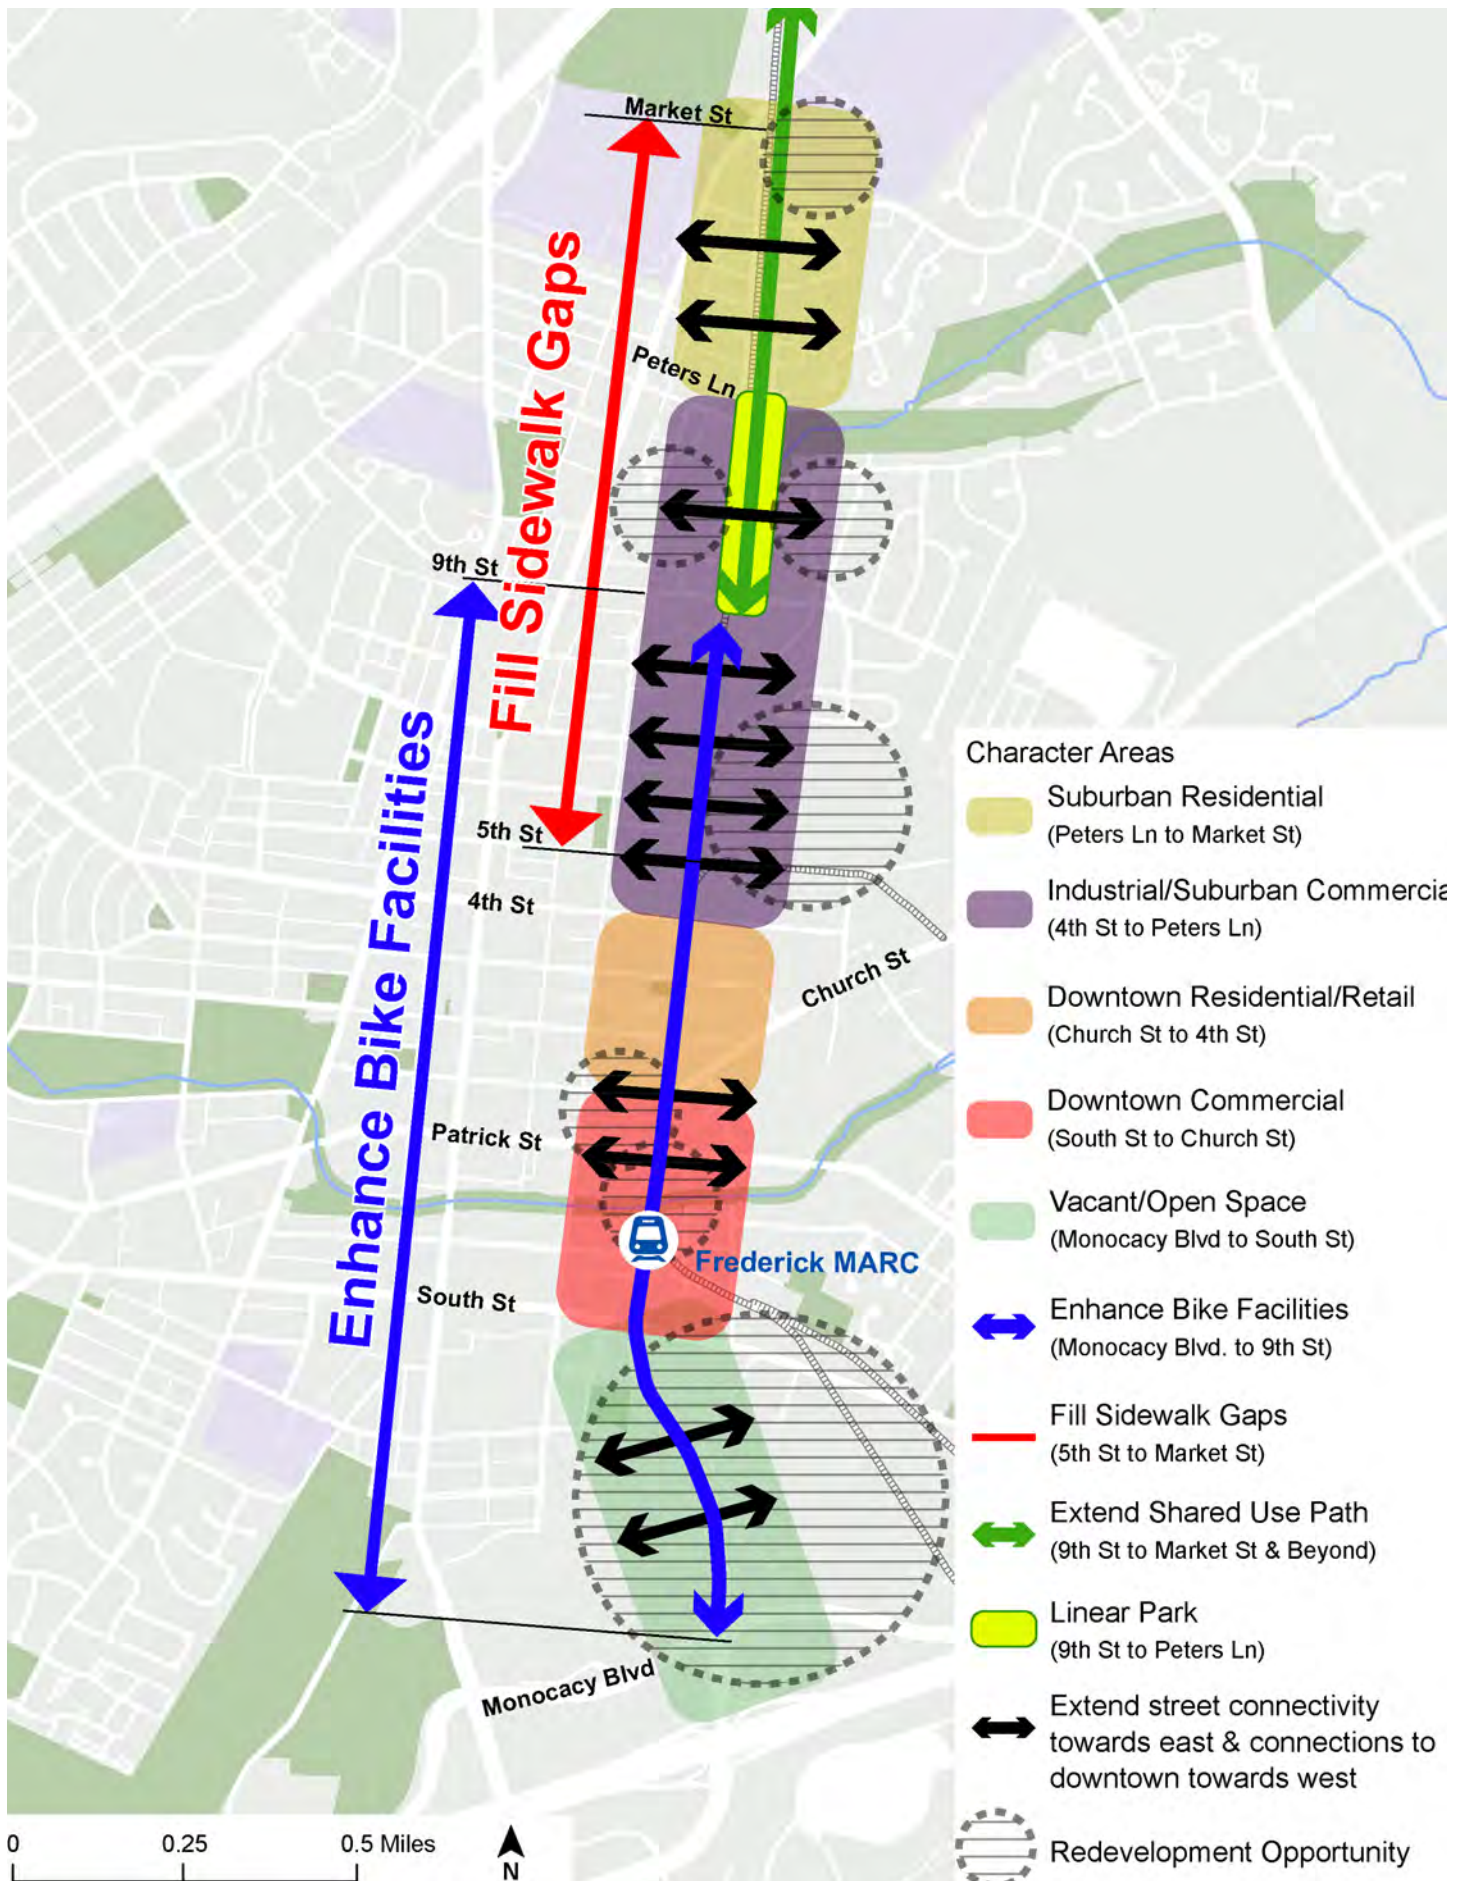 Market St
Fill Sidewalk Gaps
Peters Ln
9th St
Enhance Bike Facilities
5th St
4th St
Church St
Patrick St
Frederick MARC
South St
Monocacy Blvd
0 0.25 0.5 Miles
N
Character Areas
Suburban Residential
(Peters Ln to Market St)
Industrial/Suburban Commercia
(4th St to Peters Ln)
Downtown Residential/Retail
(Church St to 4th St)
Downtown Commercial
(South St to Church St)
Vacant/Open Space
(Monocacy Blvd to South St)
Enhance Bike Facilities
(Monocacy Blvd. to 9th St)
Fill Sidewalk Gaps
(5th St to Market St)
Extend Shared Use Path
(9th St to Market St & Beyond)
Linear Park
(9th St to Peters Ln)
Extend street connectivity
towards east & connections to
downtown towards west
Redevelopment Opportunity